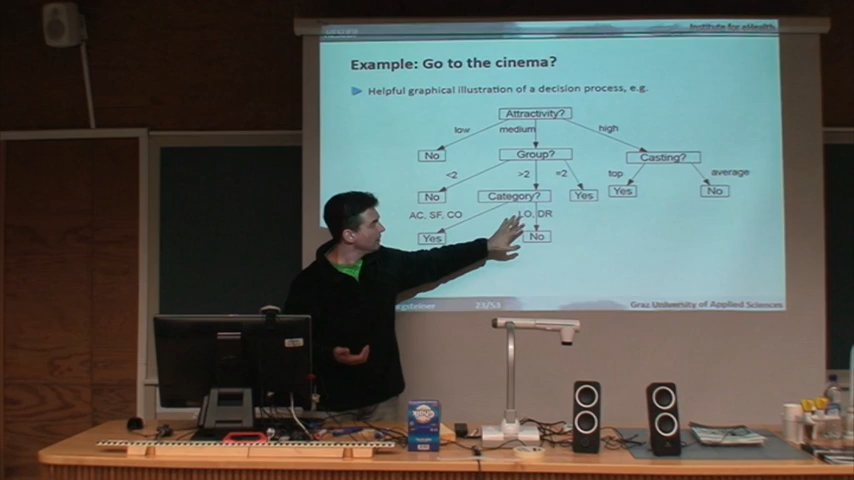 Institute for eHealth
Example: Go to the cinema?
Helpful graphical illustration of a decision process, e.g.
Attractivity?
low medium high
No Group? Casting?
<2 >2 =2 top average
No Category? Yes Yes No
AC, SF, CO LO, DR
Yes No
23/53 Graz University of Applied Sciences